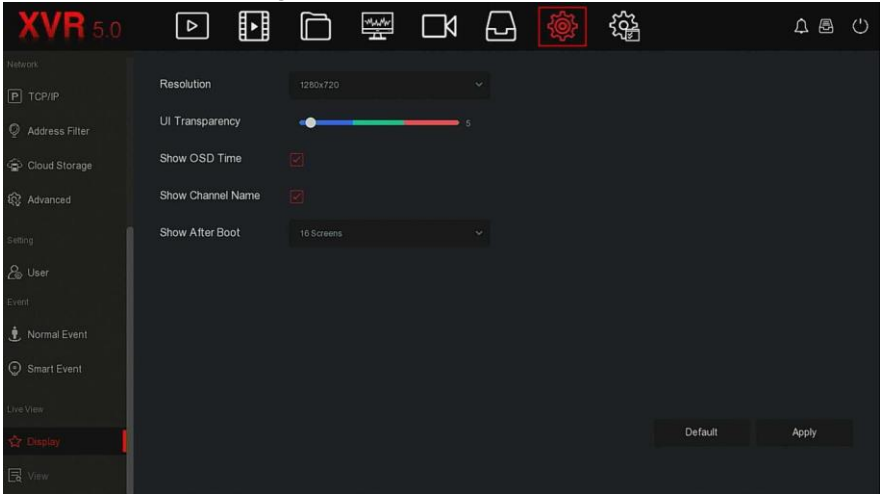 XVR 5.0
Network
TCP/IP
Address Filter
Cloud Storage
Advanced
Setting
User
Event
Normal Event
Smart Event
Live View
Display
View
Resolution
1280x720
UI Transparency
5
Show OSD Time
Show Channel Name
Show After Boot
16 Screens
Default
Apply